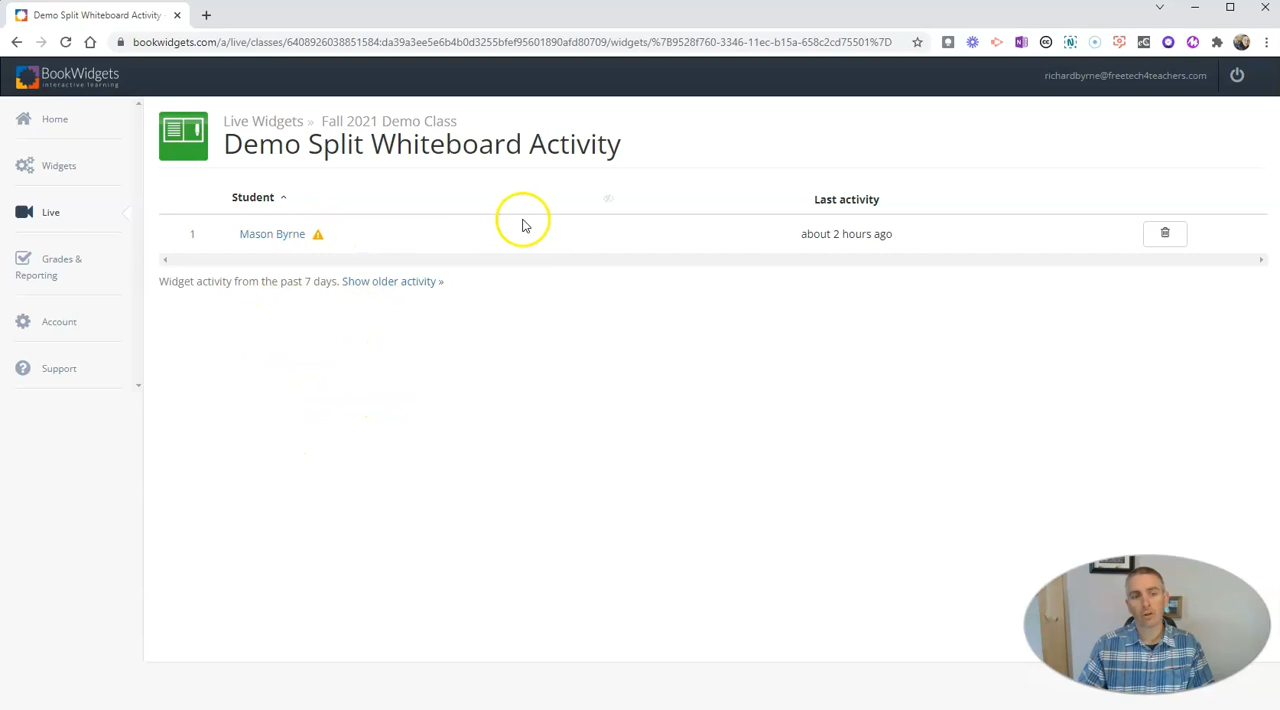 Demo Split Whiteboard Activity
bookwidgets.com/a/live/classes/640892603885158​4:da39a3ee5e6b4b0d3255bfef95601890afd80709/widgets/%7B9528f760-3346-11ec-b15a-658c2cd75501%7D
BookWidgets
interactive learning
richardbyrne@freetech4teachers.com
Home
Widgets
Live
Grades &
Reporting
Account
Support
Live Widgets » Fall 2021 Demo Class
Demo Split Whiteboard Activity
Student
Last activity
1 Mason Byrne about 2 hours ago
Widget activity from the past 7 days. Show older activity »